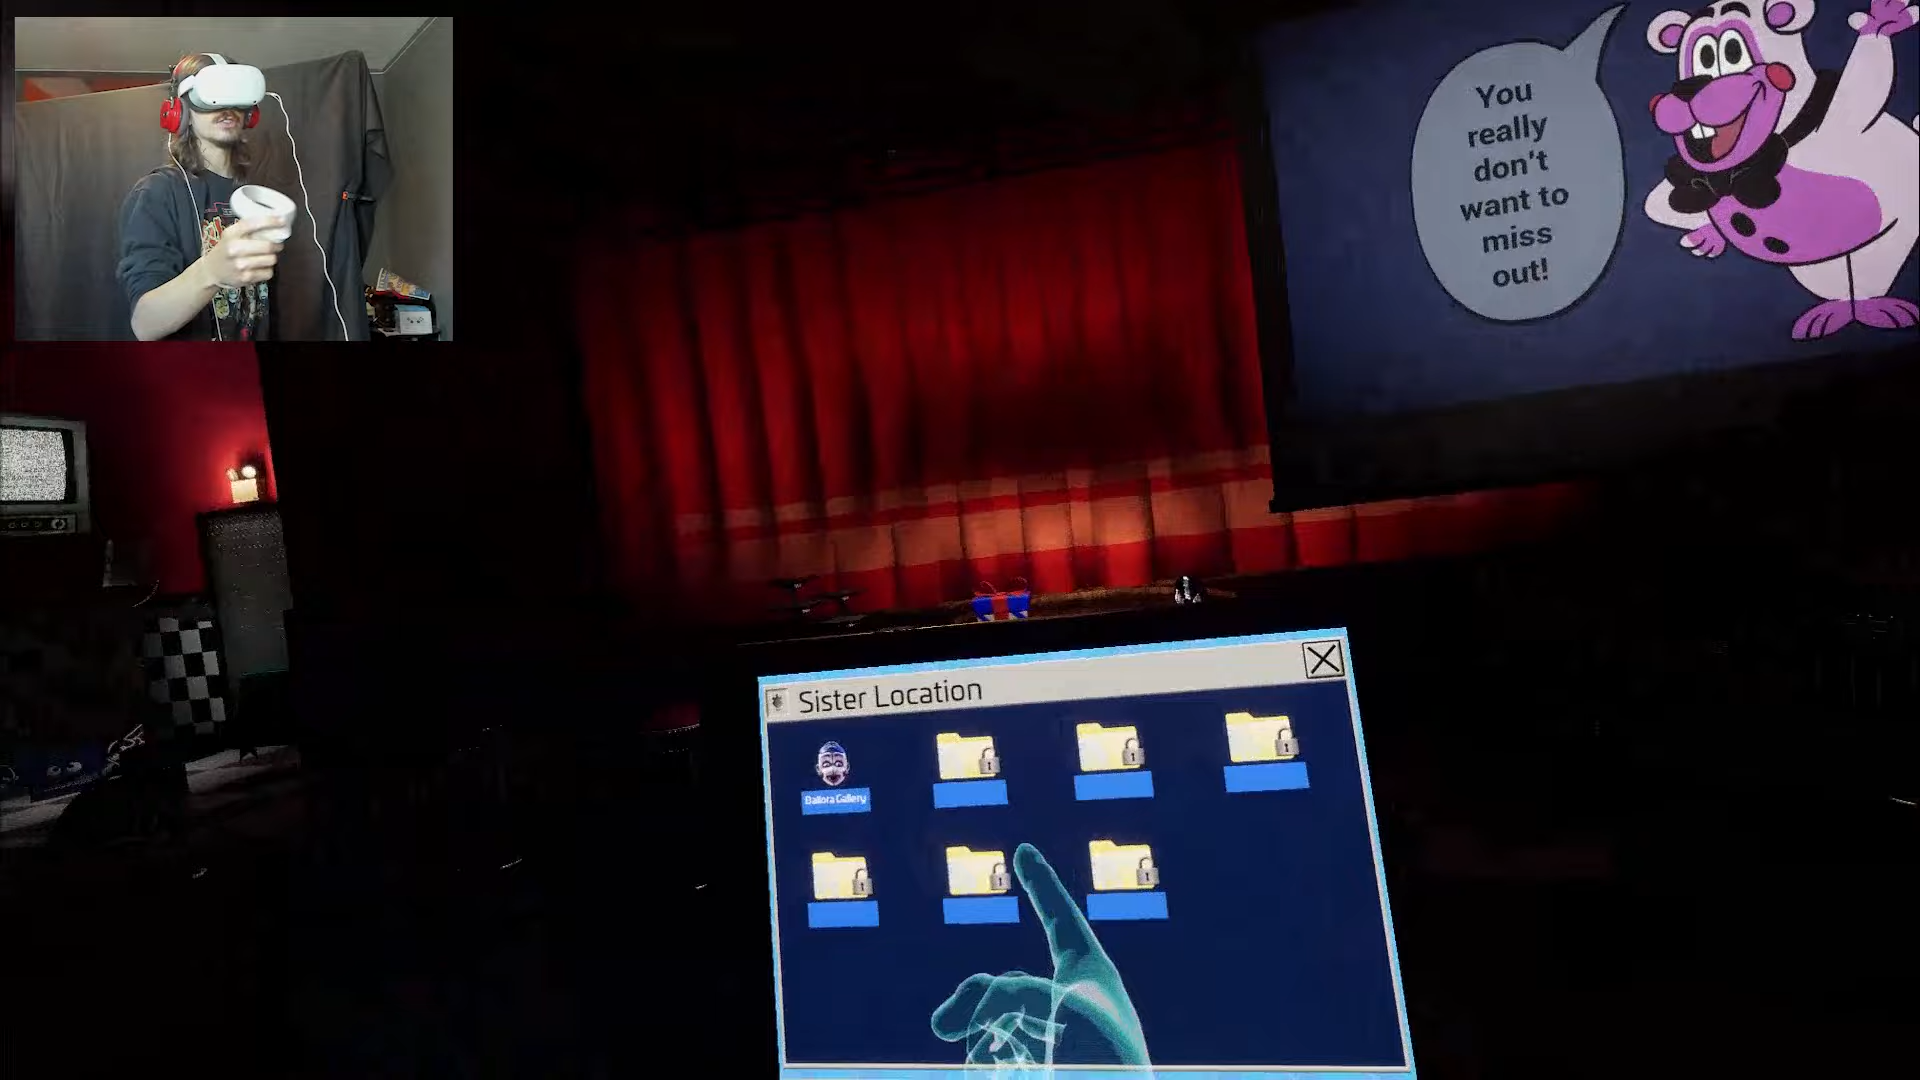 You
really
don't
want to
miss
out!
Sister Location
Ballora Gallery